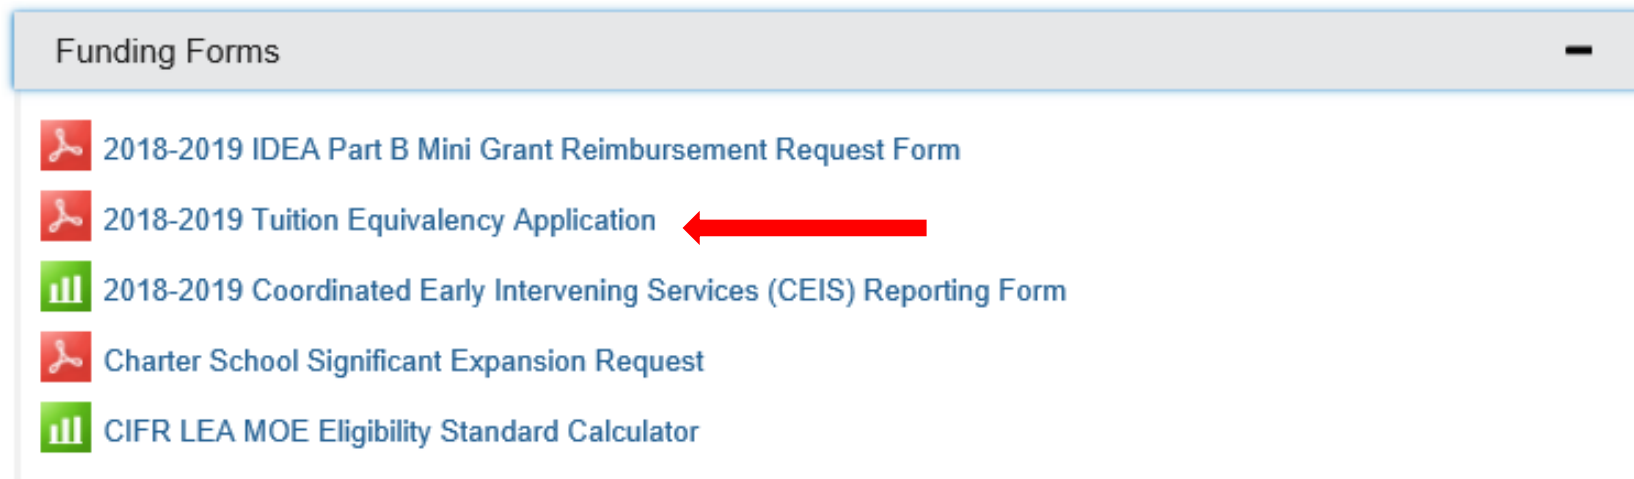 Funding Forms
2018-2019 IDEA Part B Mini Grant Reimbursement Request Form
2018-2019 Tuition Equivalency Application
2018-2019 Coordinated Early Intervening Services (CEIS) Reporting Form
Charter School Significant Expansion Request
CIFR LEA MOE Eligibility Standard Calculator